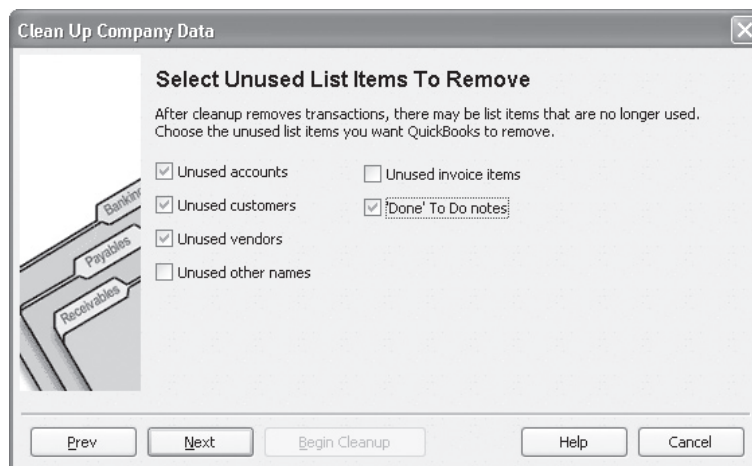 Clean Up Company Data
Select Unused List Items To Remove
After cleanup removes transactions, there may be list items that are no longer used.
Choose the unused list items you want QuickBooks to remove.
Unused accounts
Unused customers
Unused vendors
Unused other names
Unused invoice items
'Done' To Do notes
Banking
Payables
Receivables
Prev
Next
Begin Cleanup
Help
Cancel